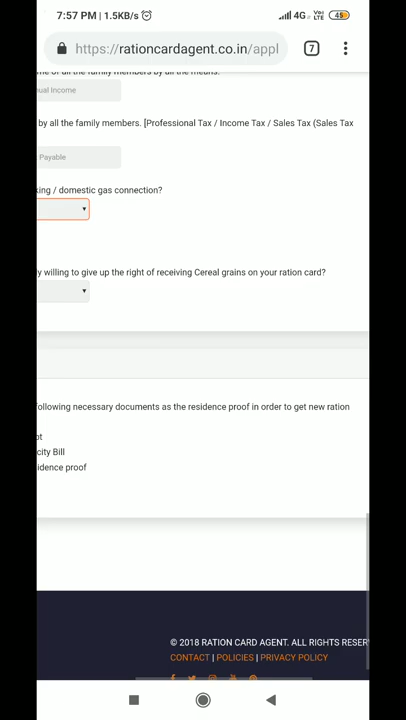 7:57 PM | 1.5KB/s
4G Vo) LTE 45
https://rationcardagent.co.in/appl
7
me of all the family members by all the means.
ual Income
by all the family members. [Professional Tax / Income Tax / Sales Tax (Sales Tax
Payable
king / domestic gas connection?
y willing to give up the right of receiving Cereal grains on your ration card?
following necessary documents as the residence proof in order to get new ration
pt
city Bill
idence proof
© 2018 RATION CARD AGENT. ALL RIGHTS RESER
CONTACT | POLICIES | PRIVACY POLICY